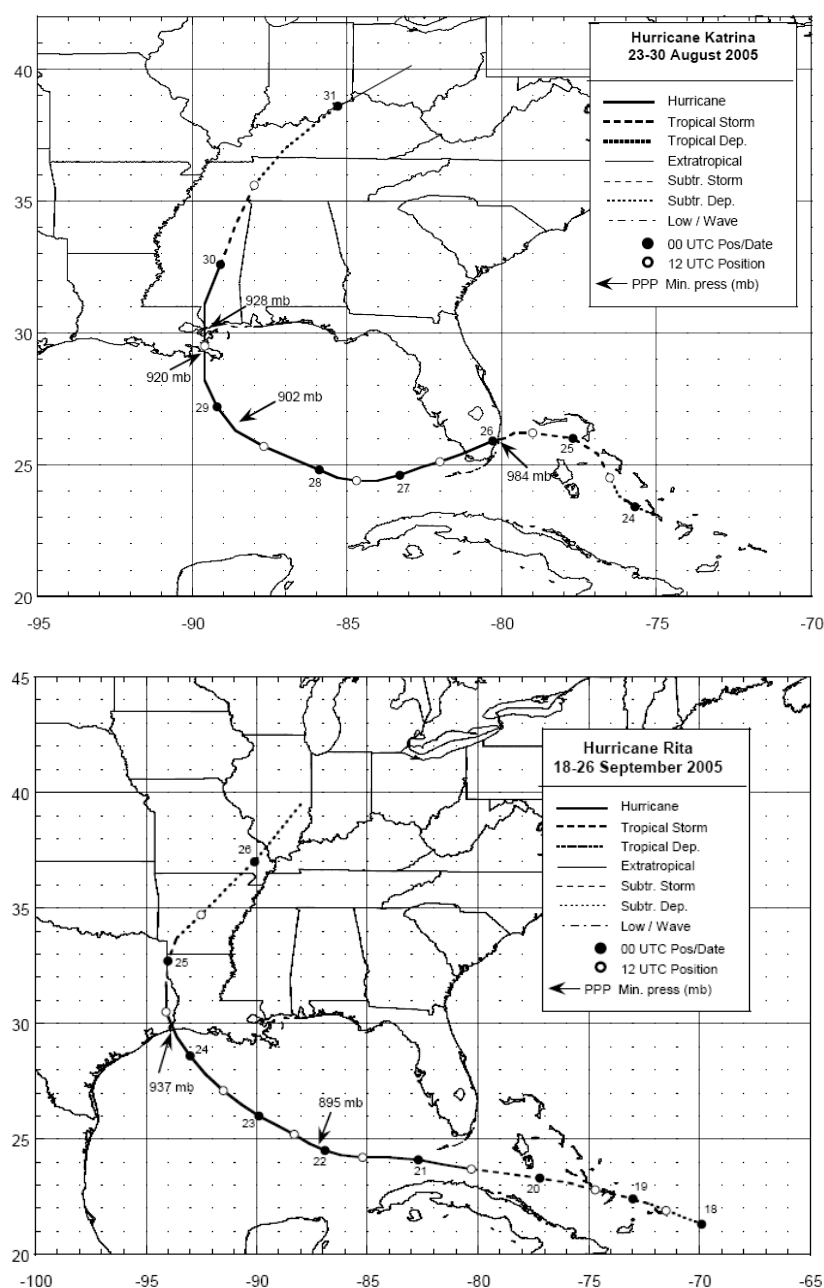 Hurricane Katrina
23-30 August 2005
Hurricane
Tropical Storm
Tropical Dep.
Extratropical
Subtr. Storm
Subtr. Dep.
Low / Wave
00 UTC Pos/Date
12 UTC Position
PPP Min. press (mb)
40
35
30
25
20
31
30
928 mb
920 mb
902 mb
29
28
27
26
984 mb
25
24
-95
-90
-85
-80
-75
-70
Hurricane Rita
18-26 September 2005
Hurricane
Tropical Storm
Tropical Dep.
Extratropical
Subtr. Storm
Subtr. Dep.
Low / Wave
00 UTC Pos/Date
12 UTC Position
PPP Min. press (mb)
45
40
35
30
25
20
26
25
24
937 mb
895 mb
23
22
21
20
19
18
-100
-95
-90
-85
-80
-75
-70
-65